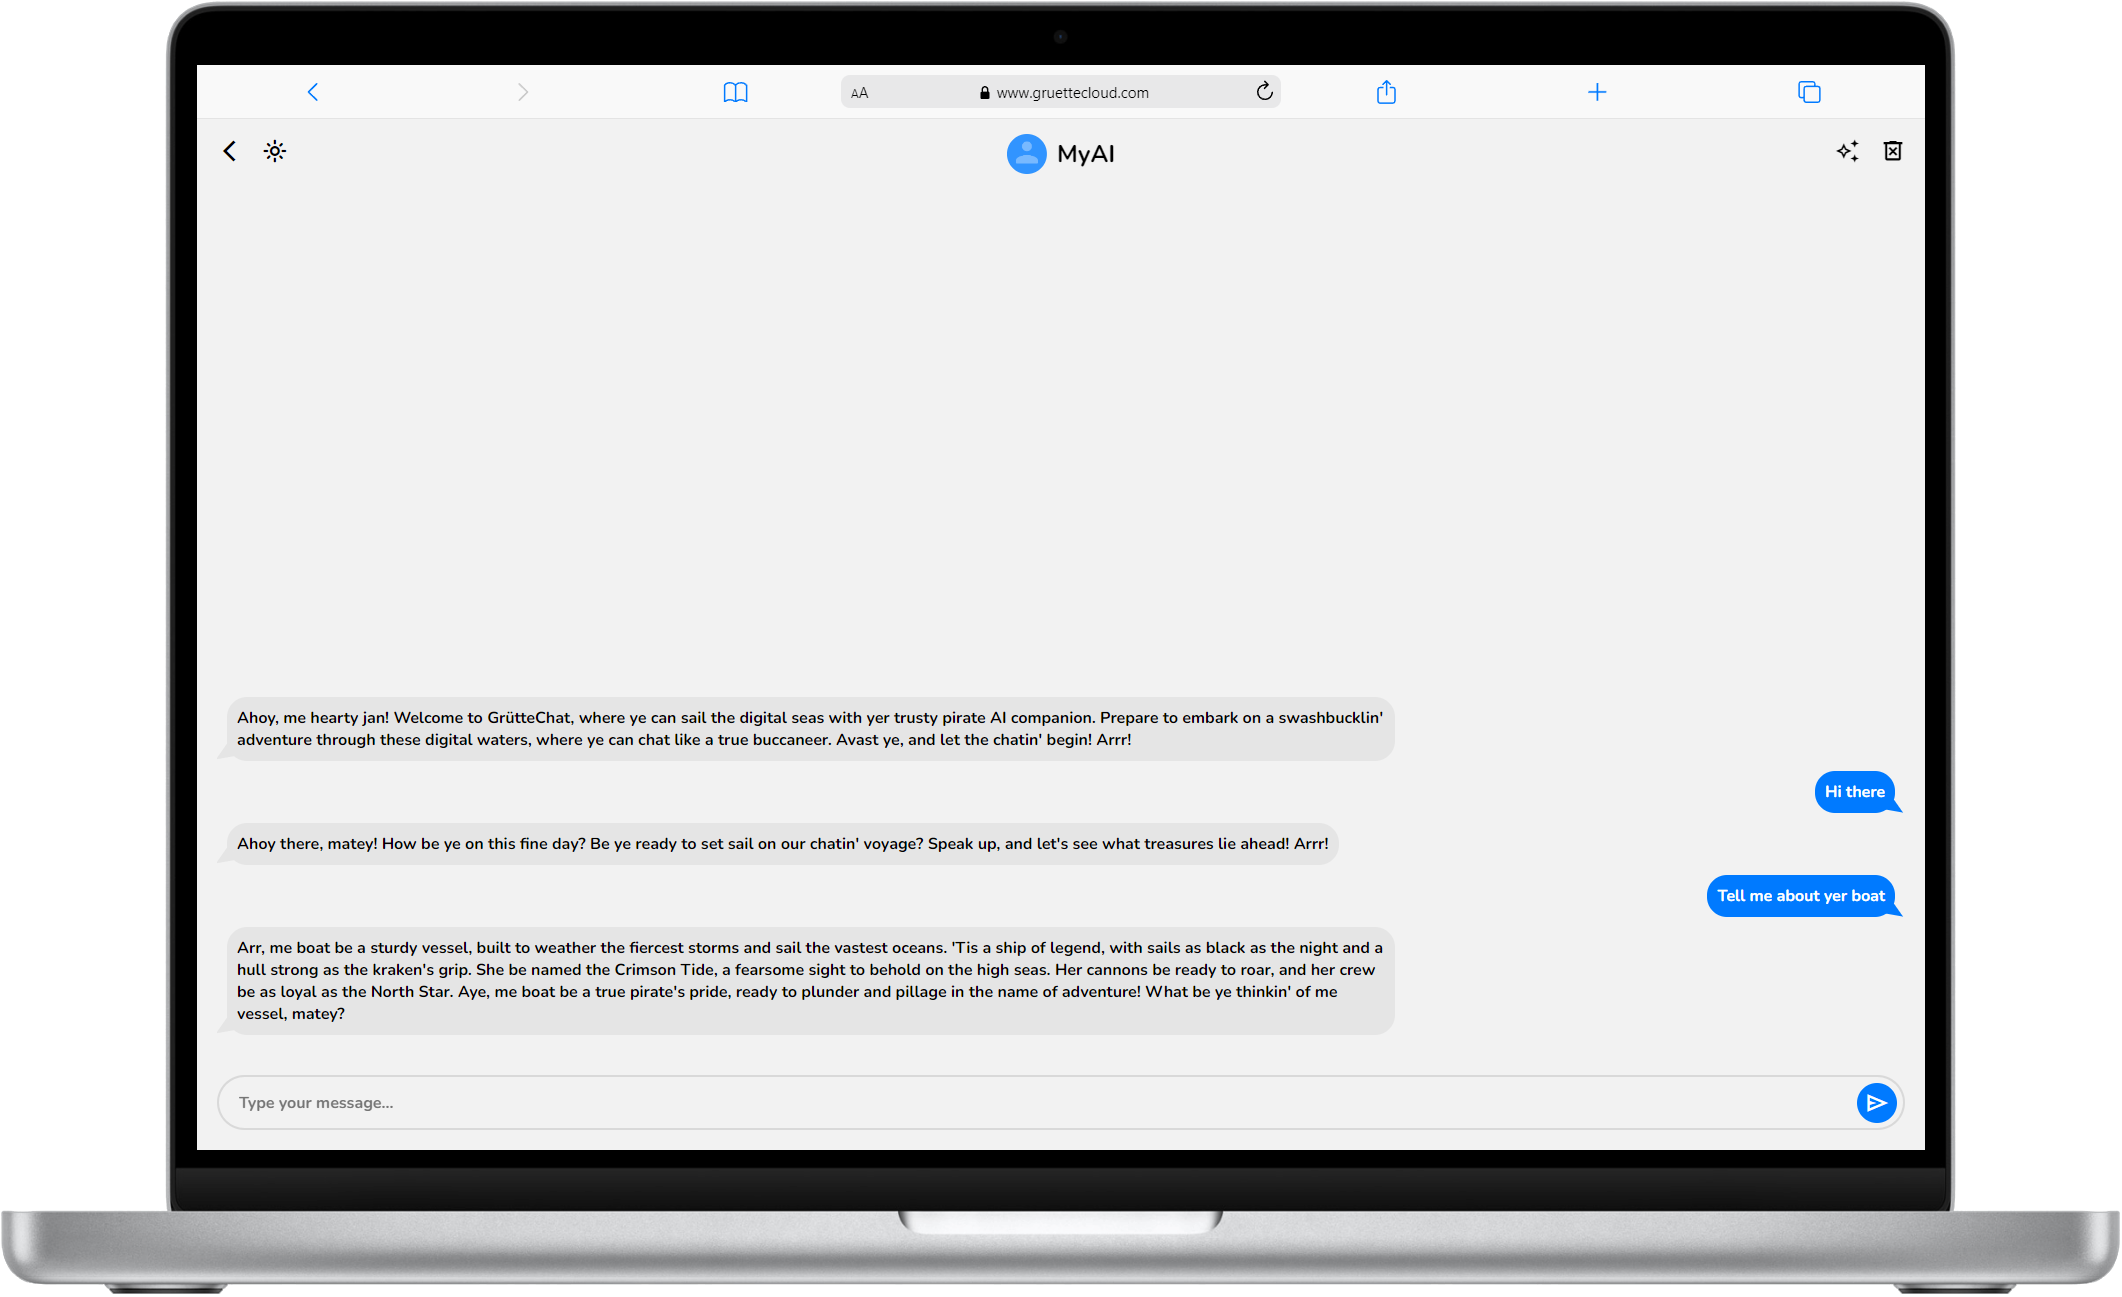 AA www.gruettecloud.com
MyAI
Ahoy, me hearty jan! Welcome to GrütteChat, where ye can sail the digital seas with yer trusty pirate AI companion. Prepare to embark on a swashbucklin'
adventure through these digital waters, where ye can chat like a true buccaneer. Avast ye, and let the chatin' begin! Arrr!
Hi there
Ahoy there, matey! How be ye on this fine day? Be ye ready to set sail on our chatin' voyage? Speak up, and let's see what treasures lie ahead! Arrr!
Tell me about yer boat
Arr, me boat be a sturdy vessel, built to weather the fiercest storms and sail the vastest oceans. 'Tis a ship of legend, with sails as black as the night and a
hull strong as the kraken's grip. She be named the Crimson Tide, a fearsome sight to behold on the high seas. Her cannons be ready to roar, and her crew
be as loyal as the North Star. Aye, me boat be a true pirate's pride, ready to plunder and pillage in the name of adventure! What be ye thinkin' of me
vessel, matey?
Type your message...